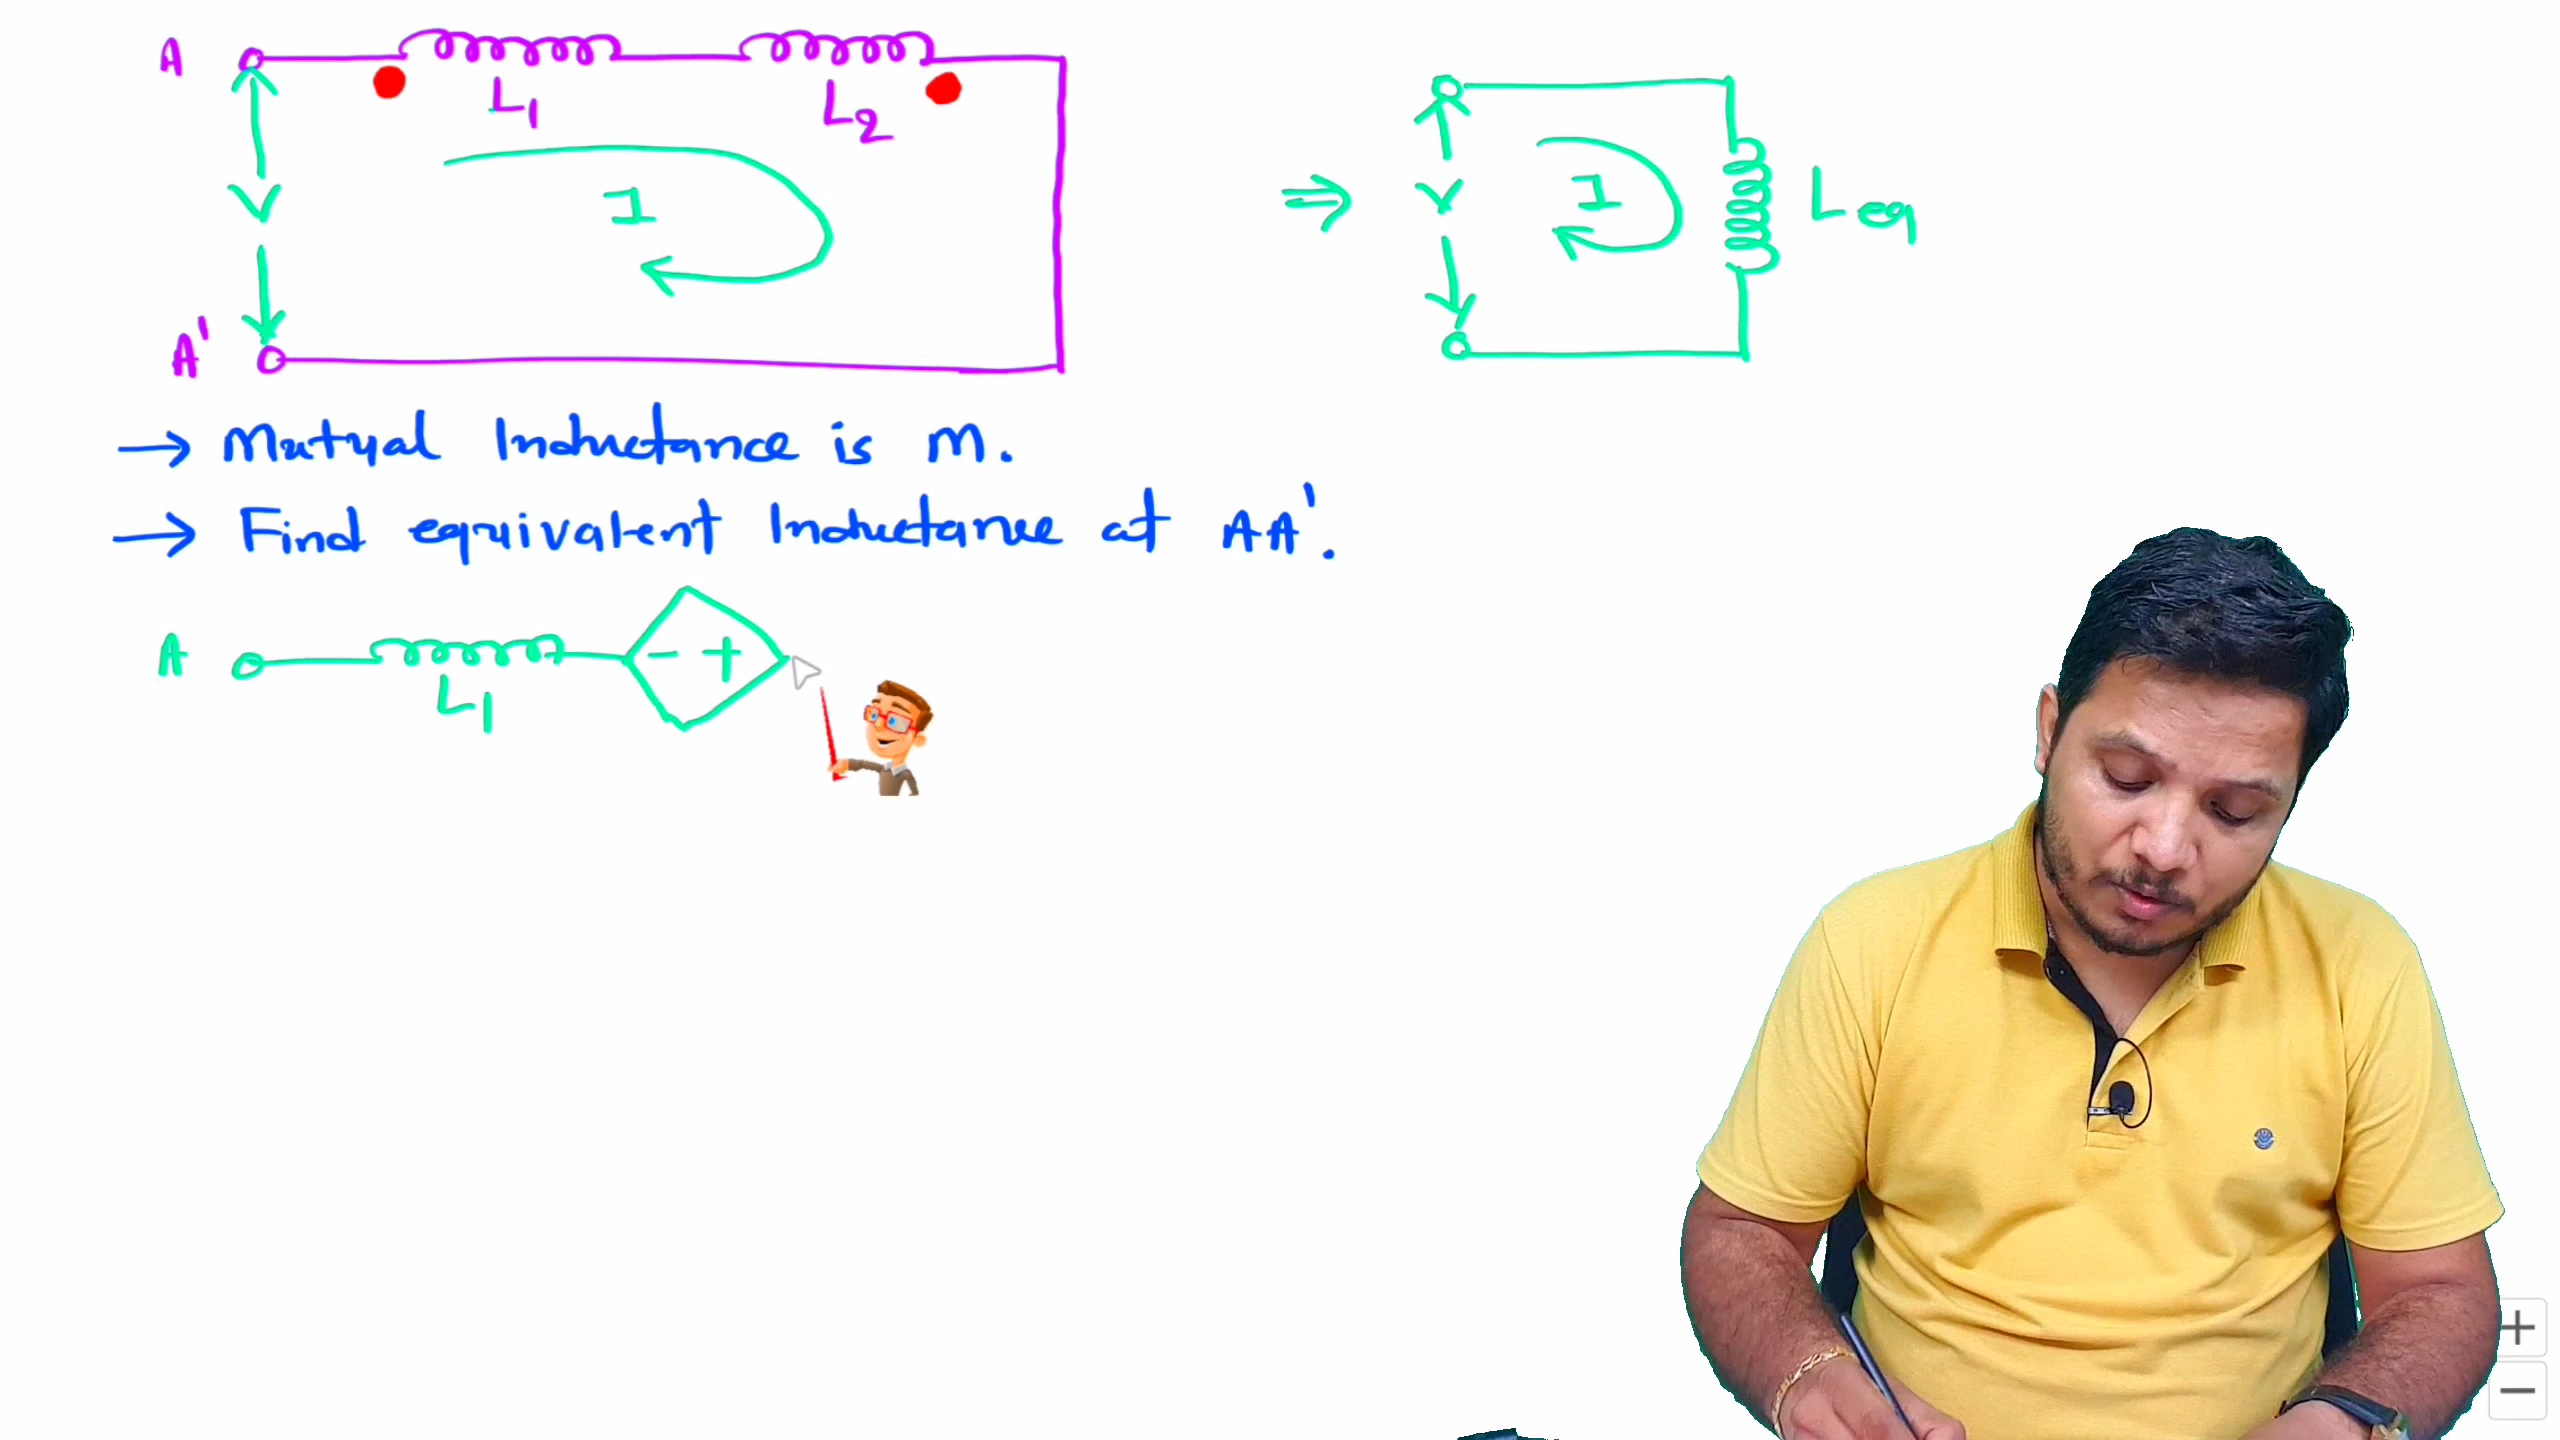 A
L1
L2
V
I
A'
⇒
V
I
Leq
→ Mutual Inductance is M.
→ Find equivalent Inductance at AA'.
A
L1
- +
+
−